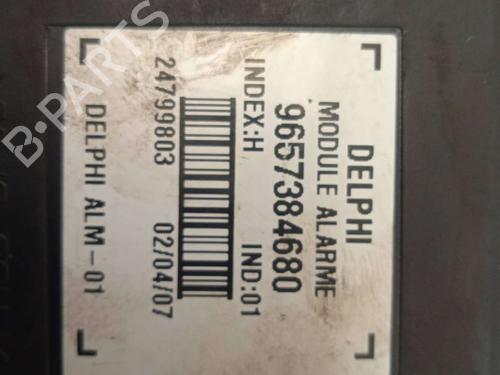 DELPHI
MODULE ALARME
9657384680
INDEX:H IND:01
24799803 02/04/07
DELPHI ALM-01
B-PARTS